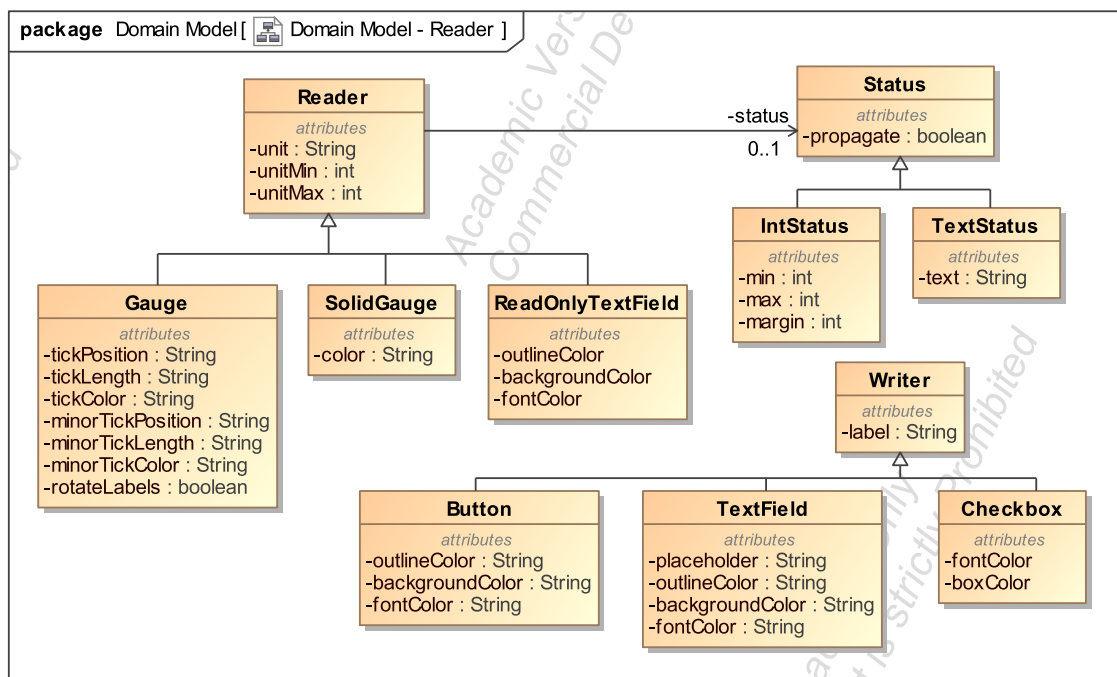 package Domain Model[ Domain Model - Reader ]
Reader
attributes
-unit : String
-unitMin : int
-unitMax : int
-status
0..1
Status
attributes
-propagate : boolean
IntStatus
attributes
-min : int
-max : int
-margin : int
TextStatus
attributes
-text : String
Gauge
attributes
-tickPosition : String
-tickLength : String
-tickColor : String
-minorTickPosition : String
-minorTickLength : String
-minorTickColor : String
-rotateLabels : boolean
SolidGauge
attributes
-color : String
ReadOnlyTextField
attributes
-outlineColor
-backgroundColor
-fontColor
Writer
attributes
-label : String
Button
attributes
-outlineColor : String
-backgroundColor : String
-fontColor : String
TextField
attributes
-placeholder : String
-outlineColor : String
-backgroundColor : String
-fontColor : String
Checkbox
attributes
-fontColor
-boxColor
Academic Vers
Commercial De
Only
is strictly Prohibited